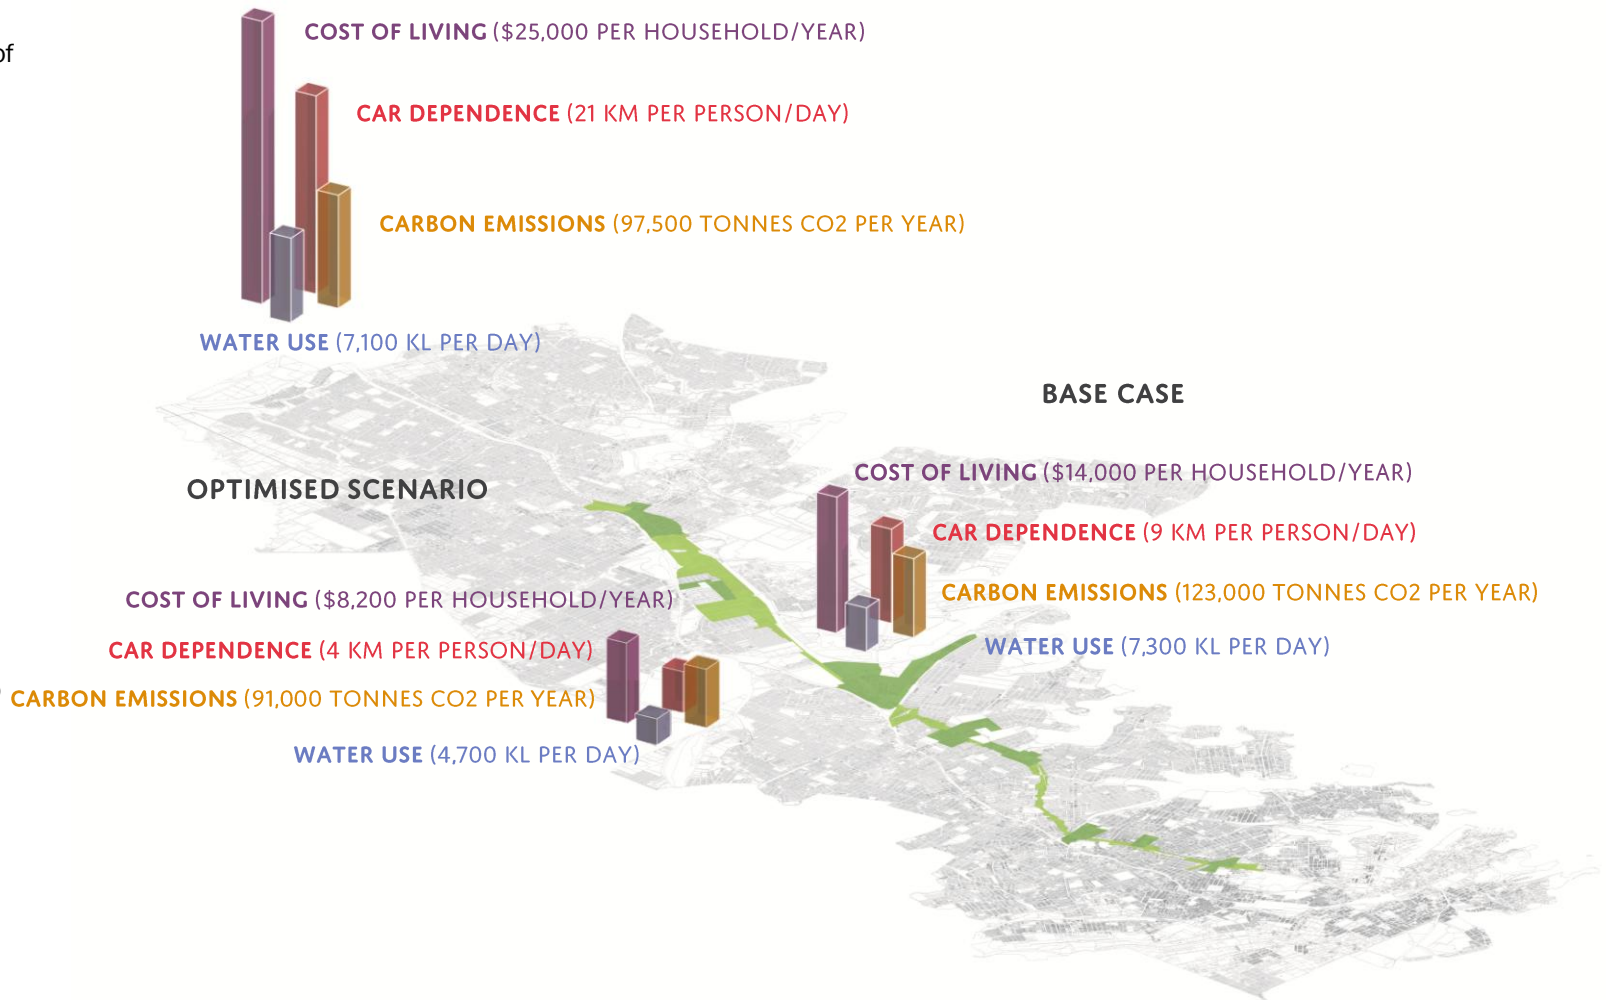 of
COST OF LIVING ($25,000 PER HOUSEHOLD/YEAR)
CAR DEPENDENCE (21 KM PER PERSON/DAY)
CARBON EMISSIONS (97,500 TONNES CO2 PER YEAR)
WATER USE (7,100 KL PER DAY)
BASE CASE
COST OF LIVING ($14,000 PER HOUSEHOLD/YEAR)
CAR DEPENDENCE (9 KM PER PERSON/DAY)
CARBON EMISSIONS (123,000 TONNES CO2 PER YEAR)
WATER USE (7,300 KL PER DAY)
OPTIMISED SCENARIO
COST OF LIVING ($8,200 PER HOUSEHOLD/YEAR)
CAR DEPENDENCE (4 KM PER PERSON/DAY)
CARBON EMISSIONS (91,000 TONNES CO2 PER YEAR)
WATER USE (4,700 KL PER DAY)